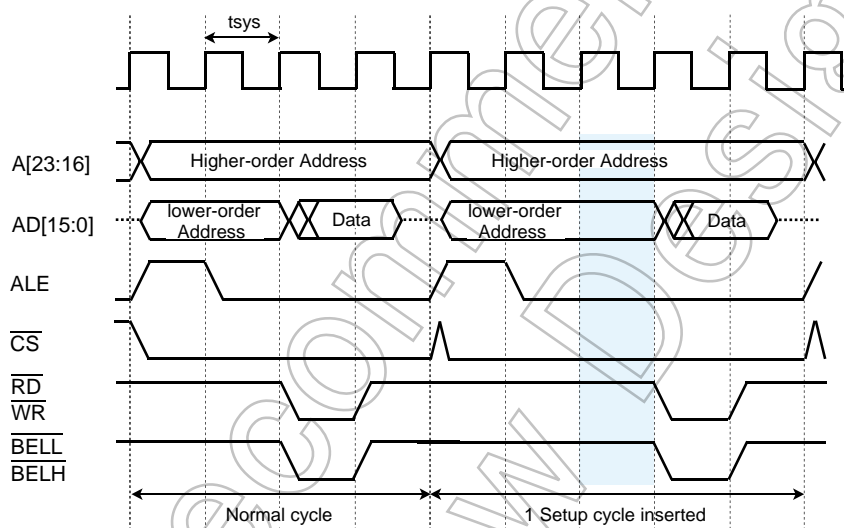 tsys
A[23:16]
Higher-order Address
Higher-order Address
AD[15:0]
lower-order
Address
Data
lower-order
Address
Data
ALE
CS
RD
WR
BELL
BELH
Normal cycle
1 Setup cycle inserted